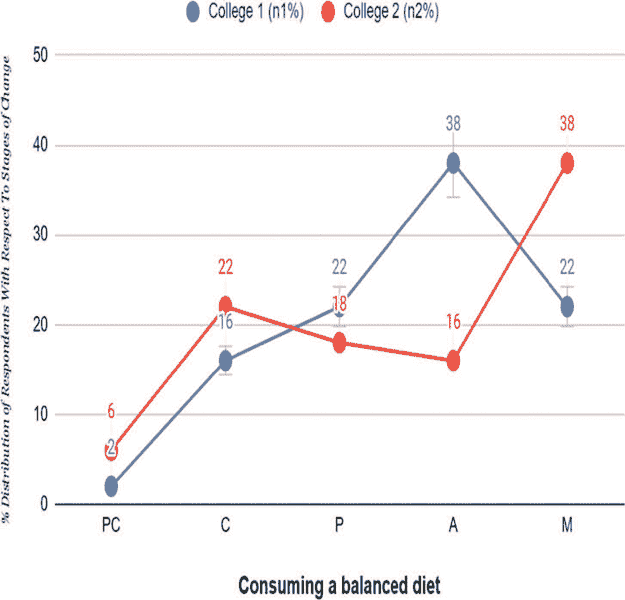 College 1 (n1%) College 2 (n2%)
% Distribution of Respondents With Respect To Stages of Change
50
40
30
20
10
0
38 38
22 22 22
18
16 16
6
2
PC C P A M
Consuming a balanced diet